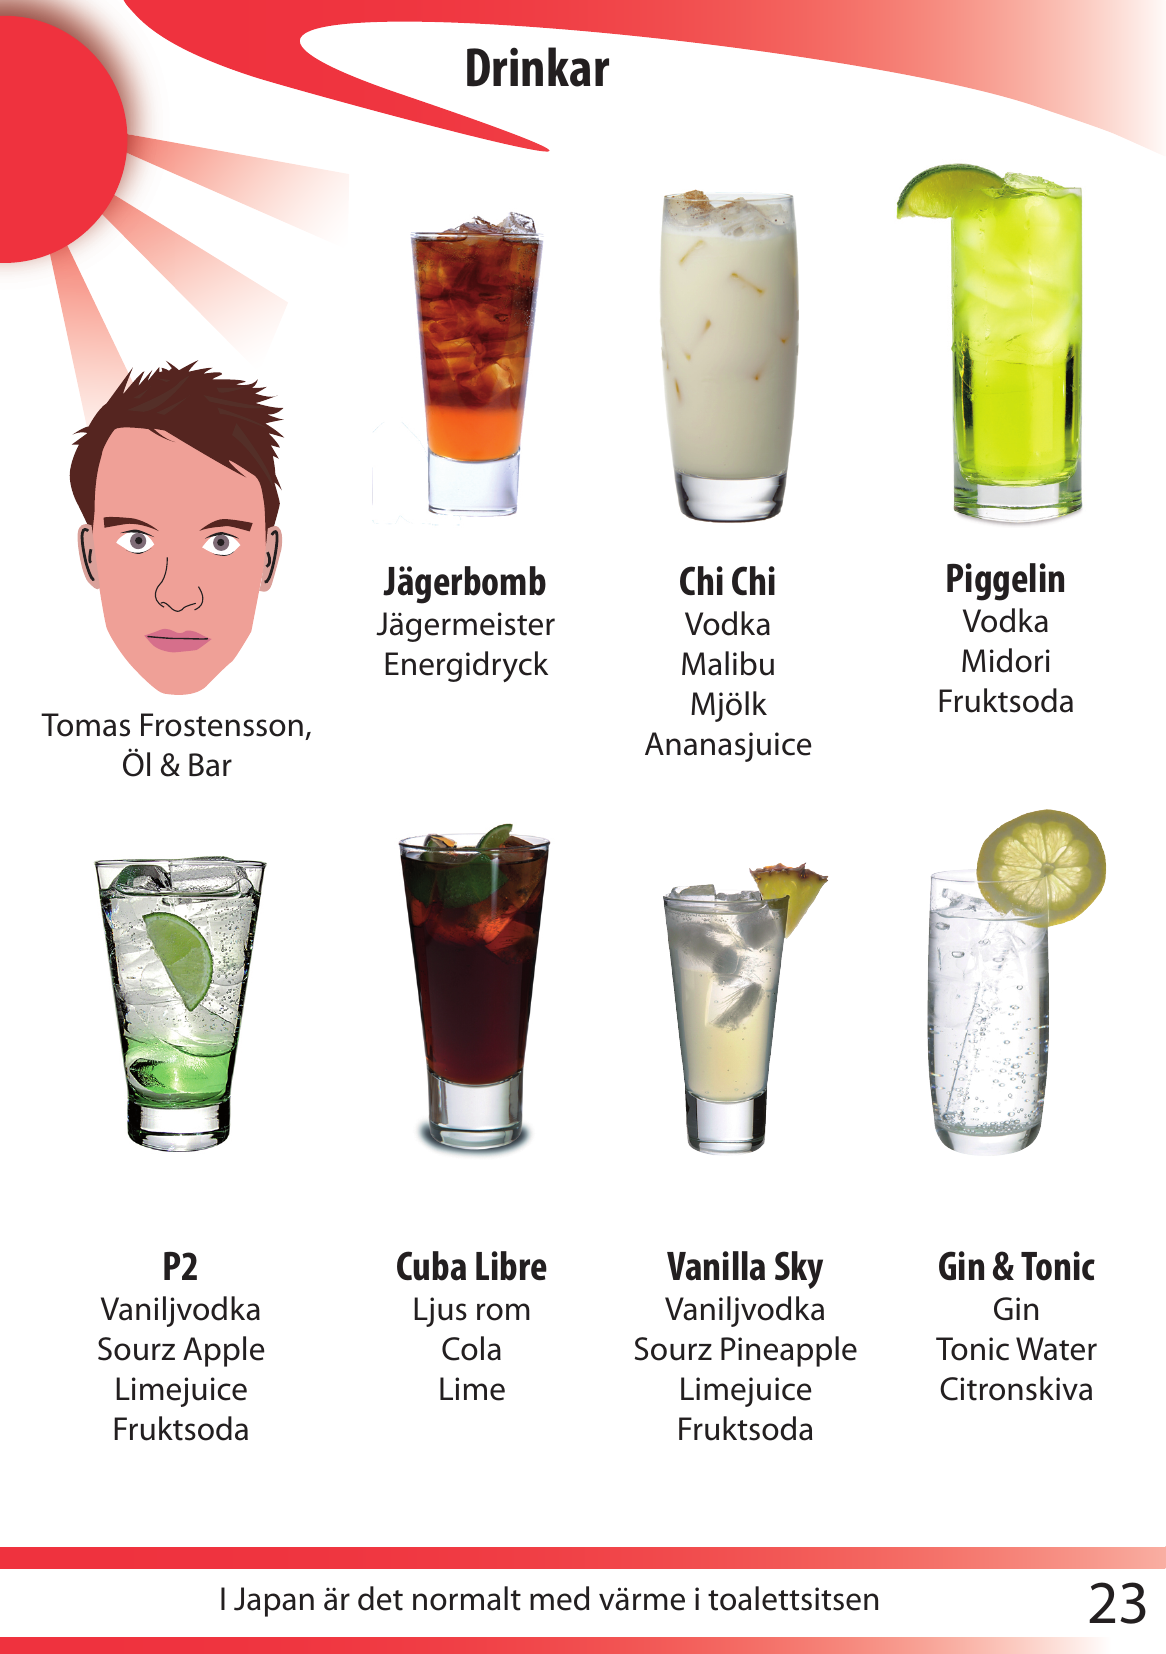 Drinkar
Jägerbomb
Jägermeister
Energidryck
Chi Chi
Vodka
Malibu
Mjölk
Ananasjuice
Piggelin
Vodka
Midori
Fruktsoda
Tomas Frostensson,
Öl & Bar
P2
Vaniljvodka
Sourz Apple
Limejuice
Fruktsoda
Cuba Libre
Ljus rom
Cola
Lime
Vanilla Sky
Vaniljvodka
Sourz Pineapple
Limejuice
Fruktsoda
Gin & Tonic
Gin
Tonic Water
Citronskiva
I Japan är det normalt med värme i toalettsitsen
23